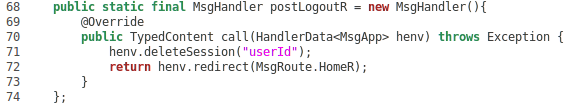 68     public static final MsgHandler postLogoutR = new MsgHandler(){
69         @Override
70         public TypedContent call(HandlerData<MsgApp> henv) throws Exception {
71             henv.deleteSession("userId");
72             return henv.redirect(MsgRoute.HomeR);
73         }
74     };